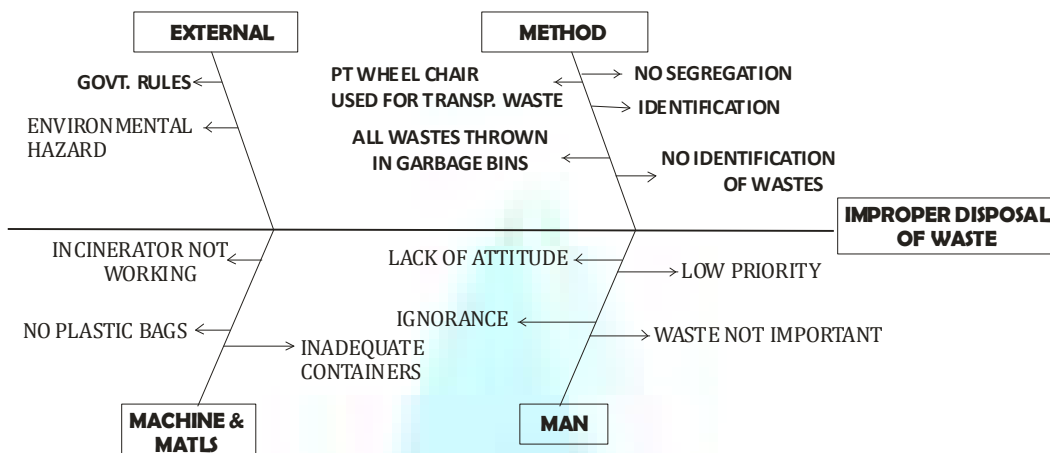 EXTERNAL
METHOD
GOVT. RULES
ENVIRONMENTAL
HAZARD
PT WHEEL CHAIR
USED FOR TRANSP. WASTE
NO SEGREGATION
IDENTIFICATION
ALL WASTES THROWN
IN GARBAGE BINS
NO IDENTIFICATION
OF WASTES
IMPROPER DISPOSAL
OF WASTE
INCINERATOR NOT
WORKING
NO PLASTIC BAGS
INADEQUATE
CONTAINERS
LACK OF ATTITUDE
LOW PRIORITY
IGNORANCE
WASTE NOT IMPORTANT
MACHINE &
MATLS
MAN